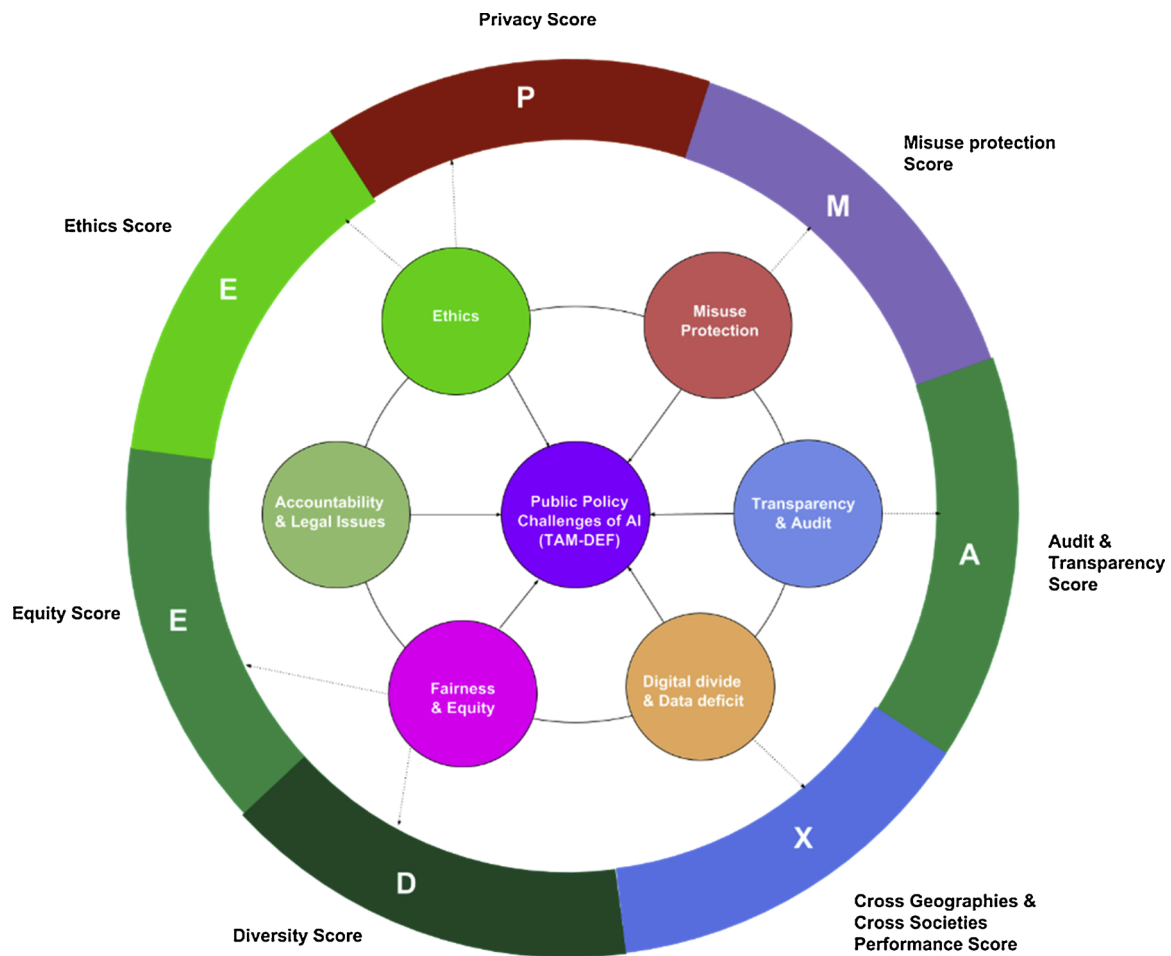 Privacy Score
P
Misuse protection
Score
M
Ethics Score
E
Ethics
Misuse
Protection
Accountability
& Legal Issues
Public Policy
Challenges of AI
(TAM-DEF)
Transparency
& Audit
A
Audit &
Transparency
Score
Equity Score
E
Fairness
& Equity
Digital divide
& Data deficit
X
D
Diversity Score
Cross Geographies &
Cross Societies
Performance Score